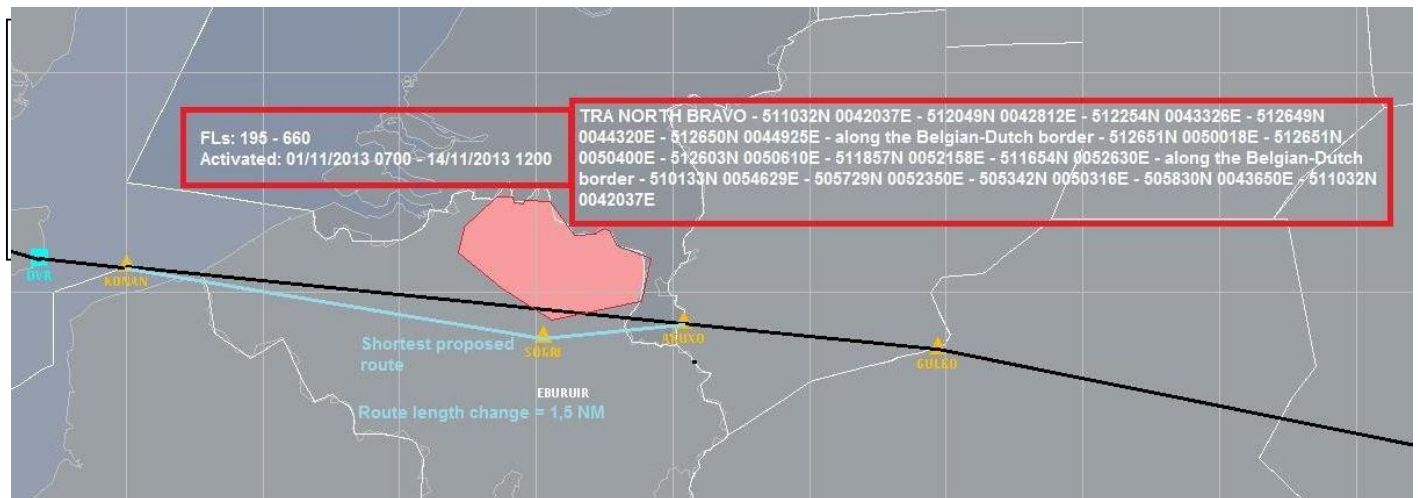 FLs: 195 - 660
Activated: 01/11/2013 0700 - 14/11/2013 1200
TRA NORTH BRAVO - 511032N 0042037E - 512049N 0042812E - 512254N 0043326E - 512649N
0044320E - 512650N 0044925E - along the Belgian-Dutch border - 512651N 0050018E - 512651N
0050400E - 512603N 0050610E - 511857N 0052158E - 511654N 0052630E - along the Belgian-Dutch
border - 510133N 0054629E - 505729N 0052350E - 505342N 0050316E - 505830N 0043650E - 511032N
0042037E
DVR
KONAN
Shortest proposed
route
SOGRI
GULKO
EBURUIR
Route length change = 1,5 NM